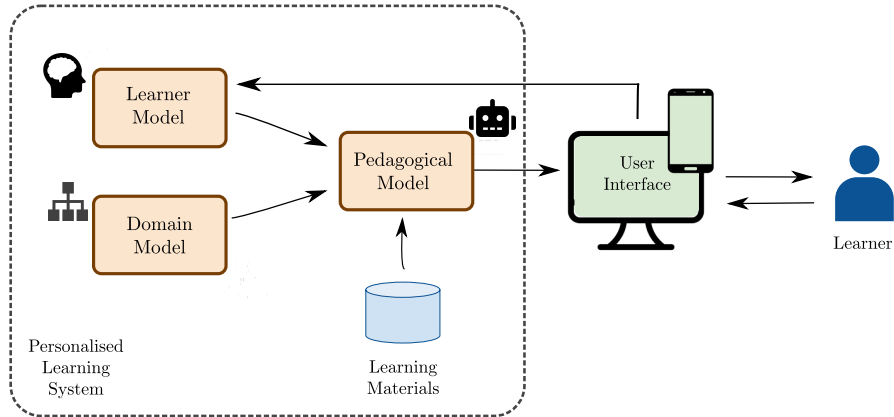 Learner
Model
Pedagogical
Model
User
Interface
Domain
Model
Learner
Personalised
Learning
System
Learning
Materials